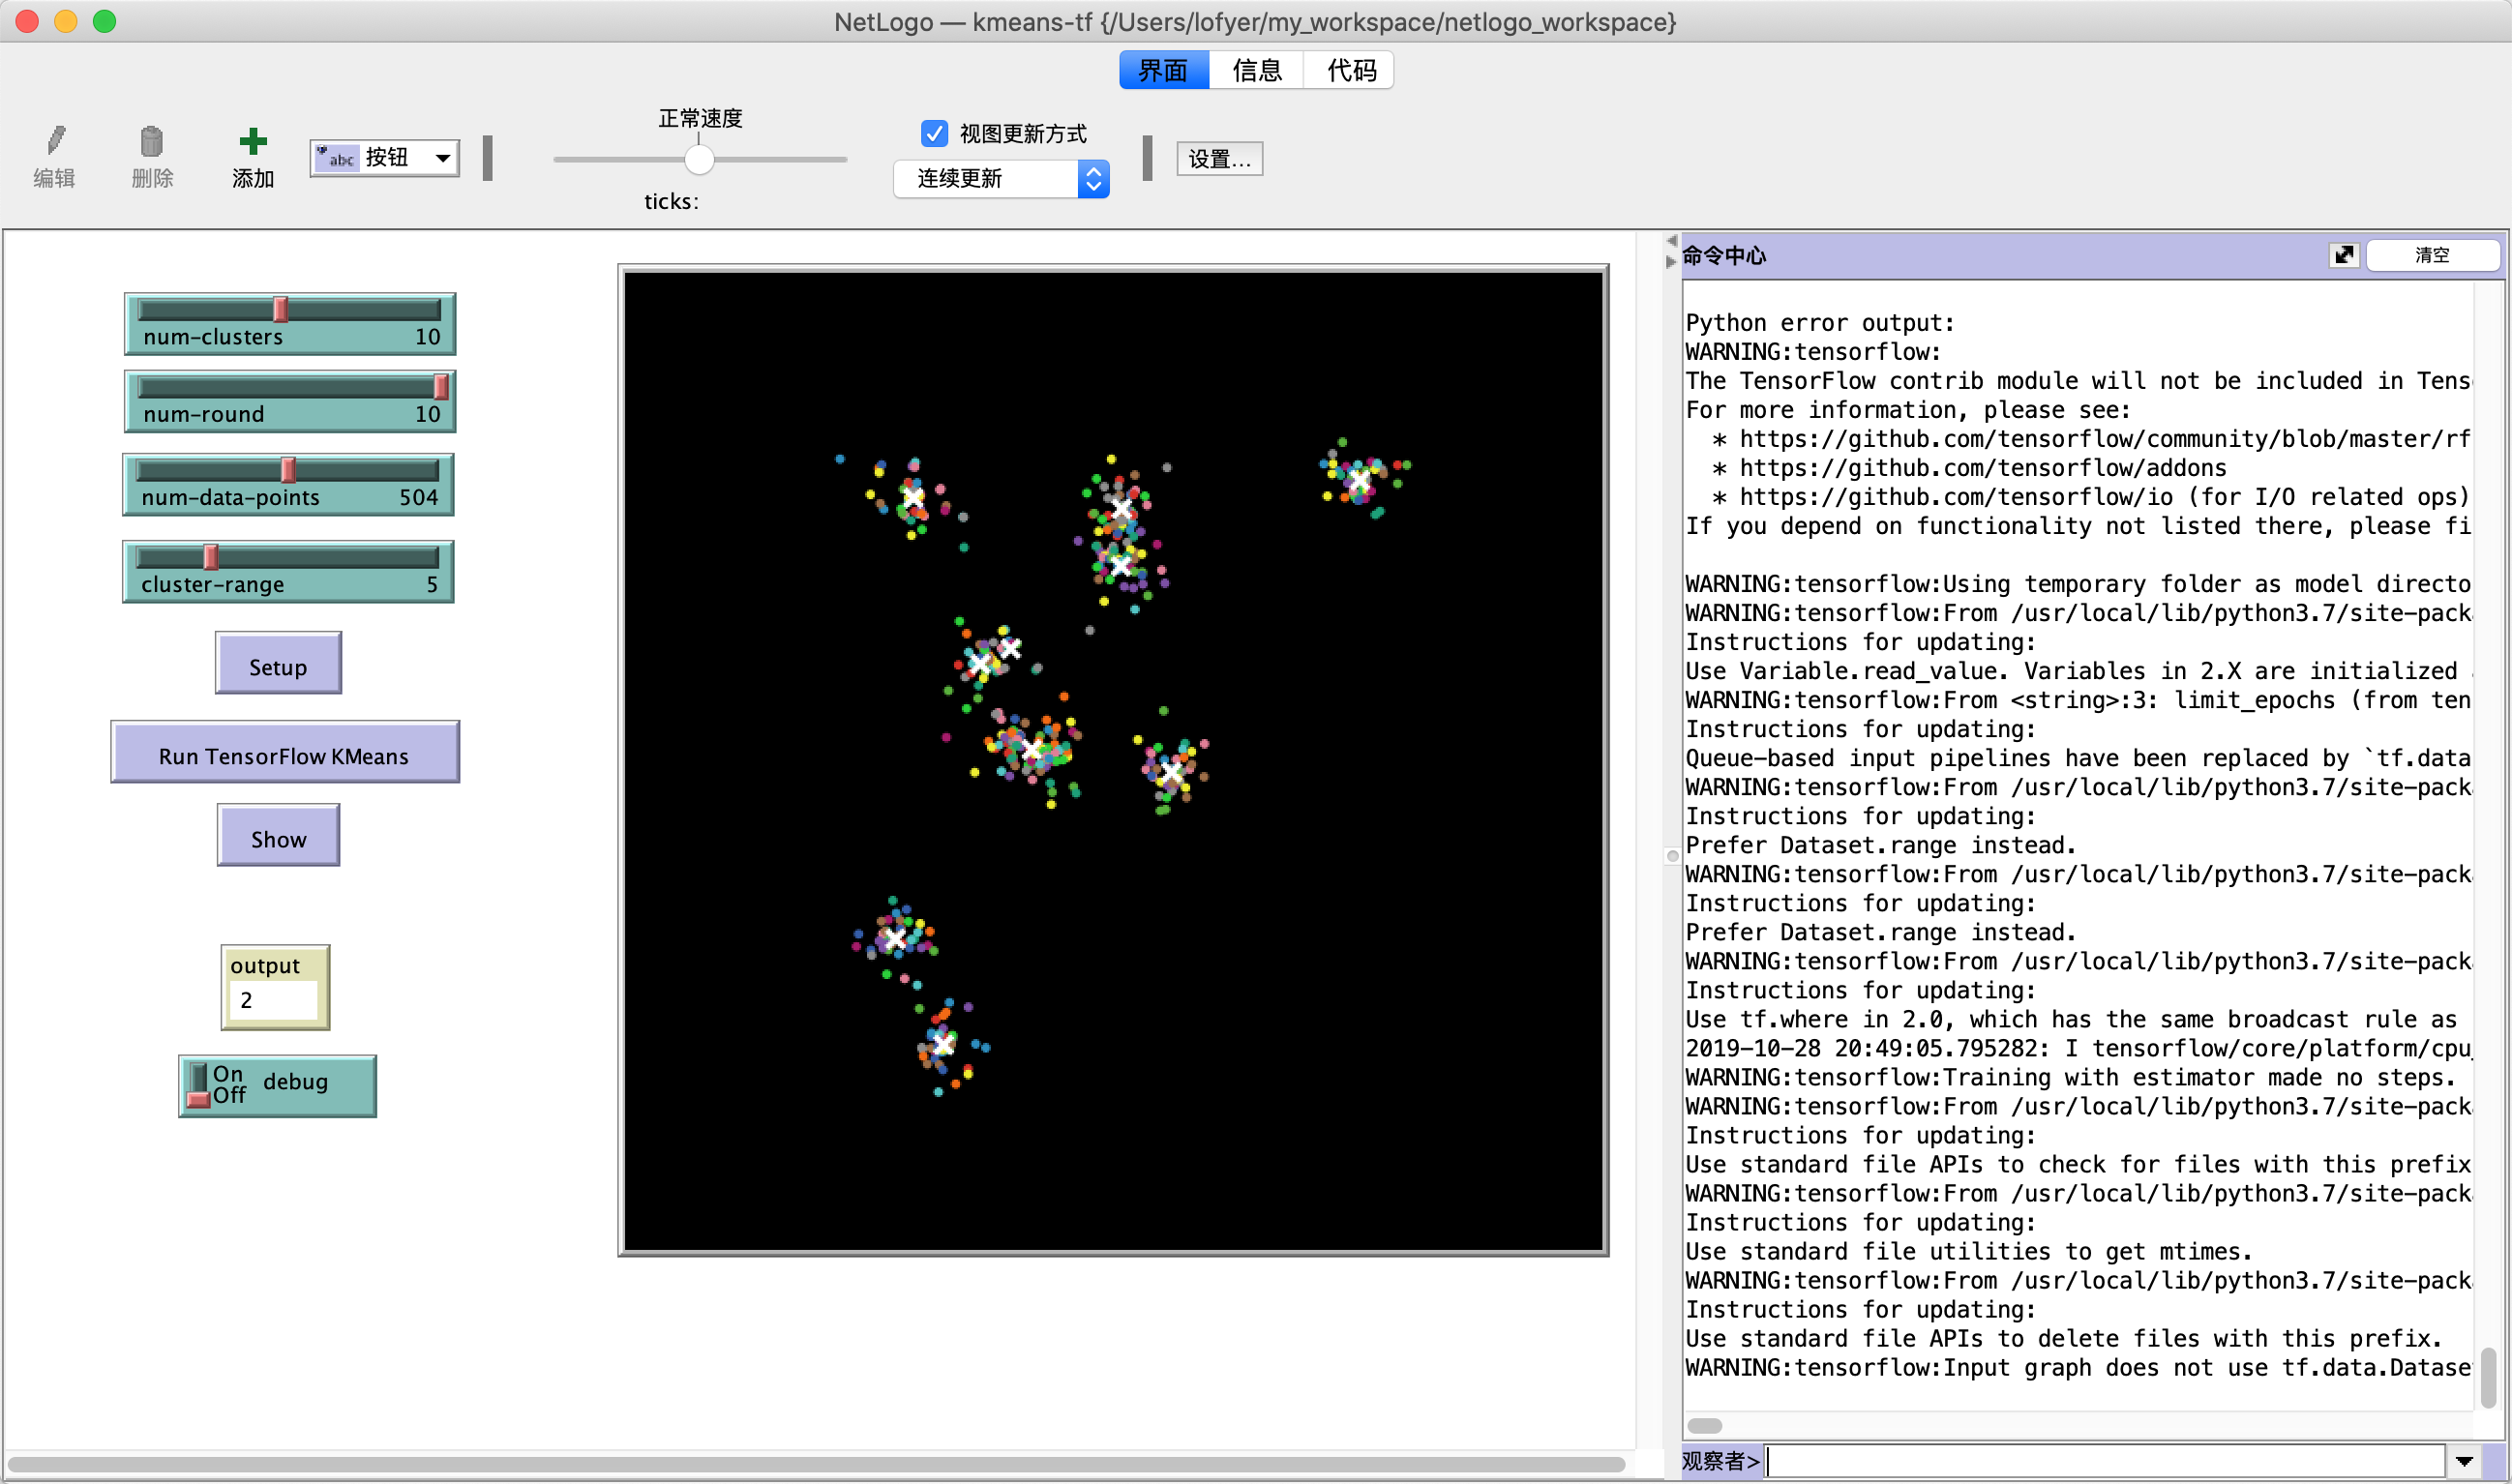 NetLogo — kmeans-tf {/Users/lofyer/my_workspace/netlogo_workspace}
界面 信息 代码
编辑 删除 添加
abc 按钮
正常速度
ticks:
视图更新方式
连续更新
设置...
num-clusters 10
num-round 10
num-data-points 504
cluster-range 5
Setup
Run TensorFlow KMeans
Show
output
2
On
Off
debug
命令中心 清空
Python error output:
WARNING:tensorflow:
The TensorFlow contrib module will not be included in Tens
For more information, please see:
* https://github.com/tensorflow/community/blob/master/rf
* https://github.com/tensorflow/addons
* https://github.com/tensorflow/io (for I/O related ops)
If you depend on functionality not listed there, please fi
WARNING:tensorflow:Using temporary folder as model directo
WARNING:tensorflow:From /usr/local/lib/python3.7/site-pack
Instructions for updating:
Use Variable.read_value. Variables in 2.X are initialized
WARNING:tensorflow:From <string>:3: limit_epochs (from ten
Instructions for updating:
Queue-based input pipelines have been replaced by `tf.data
WARNING:tensorflow:From /usr/local/lib/python3.7/site-pack
Instructions for updating:
Prefer Dataset.range instead.
WARNING:tensorflow:From /usr/local/lib/python3.7/site-pack
Instructions for updating:
Prefer Dataset.range instead.
WARNING:tensorflow:From /usr/local/lib/python3.7/site-pack
Instructions for updating:
Use tf.where in 2.0, which has the same broadcast rule as
2019-10-28 20:49:05.795282: I tensorflow/core/platform/cpu_
WARNING:tensorflow:Training with estimator made no steps.
WARNING:tensorflow:From /usr/local/lib/python3.7/site-pack
Instructions for updating:
Use standard file APIs to check for files with this prefix
WARNING:tensorflow:From /usr/local/lib/python3.7/site-pack
Instructions for updating:
Use standard file utilities to get mtimes.
WARNING:tensorflow:From /usr/local/lib/python3.7/site-pack
Instructions for updating:
Use standard file APIs to delete files with this prefix.
WARNING:tensorflow:Input graph does not use tf.data.Datase
观察者>